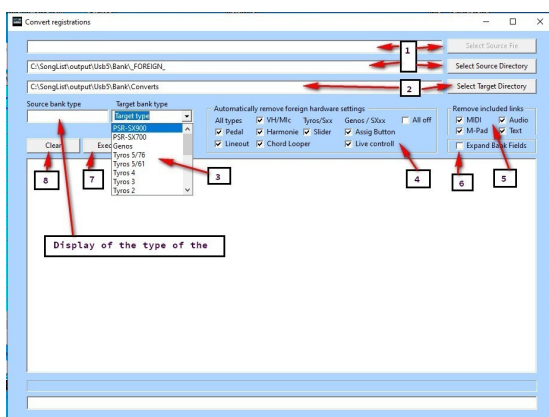 Convert registrations
1
Select Source Fie
C:\SongList\output\Usb5\Bank\_FOREIGN_
Select Source Directory
C:\SongList\output\Usb5\Bank\Converts
2
Select Target Directory
Source bank type
Target bank type
Target type
Automatically remove foreign hardware settings
All types
VH/MIc
Tyros/Sxx
Genos / SXxx
All off
Pedal
Harmonie
Slider
Assig Button
Lineout
Chord Looper
Live controll
Remove included links
MIDI
Audio
M-Pad
Text
Expand Bank Fields
Clear
Exec
PSR-SX900
PSR-SX700
Genos
Tyros 5/76
Tyros 5/61
Tyros 4
Tyros 3
Tyros 2
8
7
3
4
6
5
Display of the type of the